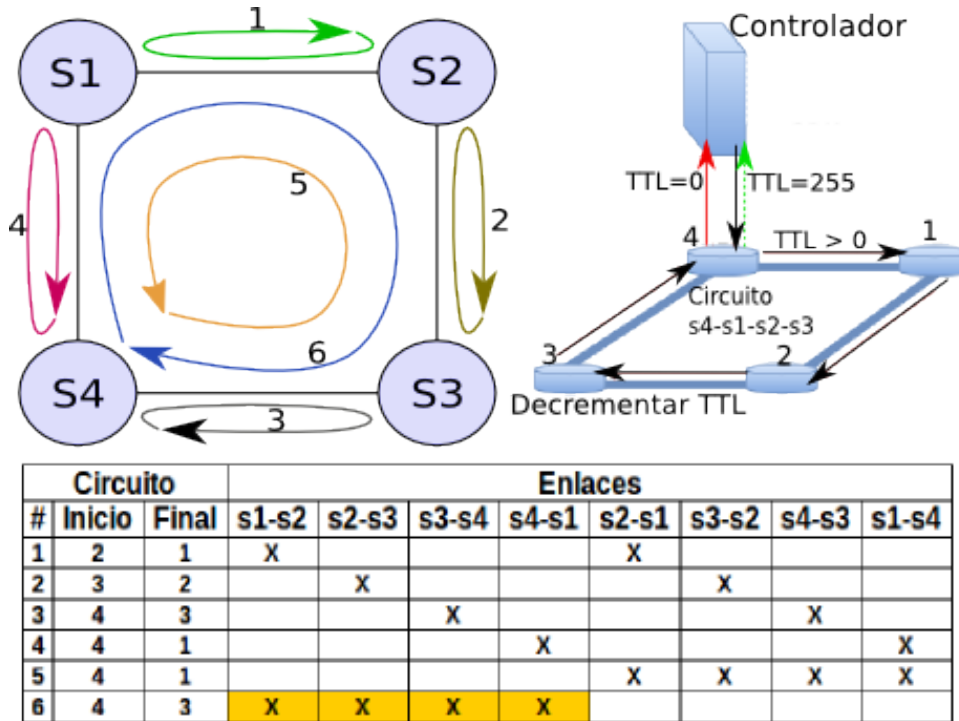 S1
1
S2
4
5
2
6
S4
3
S3
Controlador
TTL=0
TTL=255
4
TTL > 0
1
Circuito
s4-s1-s2-s3
3
2
Decrementar TTL
Circuito Enlaces
# Inicio Final s1-s2 s2-s3 s3-s4 s4-s1 s2-s1 s3-s2 s4-s3 s1-s4
1 2 1 X X
2 3 2 X X
3 4 3 X X
4 4 1 X X
5 4 1 X X X X
6 4 3 X X X X